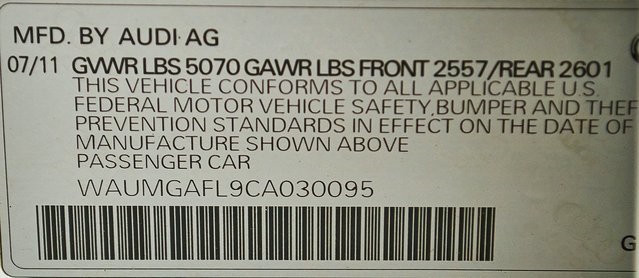 MFD. BY AUDI AG
07/11 GVWR LBS 5070 GAWR LBS FRONT 2557/REAR 2601
THIS VEHICLE CONFORMS TO ALL APPLICABLE U.S.
FEDERAL MOTOR VEHICLE SAFETY,BUMPER AND THEF
PREVENTION STANDARDS IN EFFECT ON THE DATE OF
MANUFACTURE SHOWN ABOVE
PASSENGER CAR
WAUMGAFL9CA030095
G